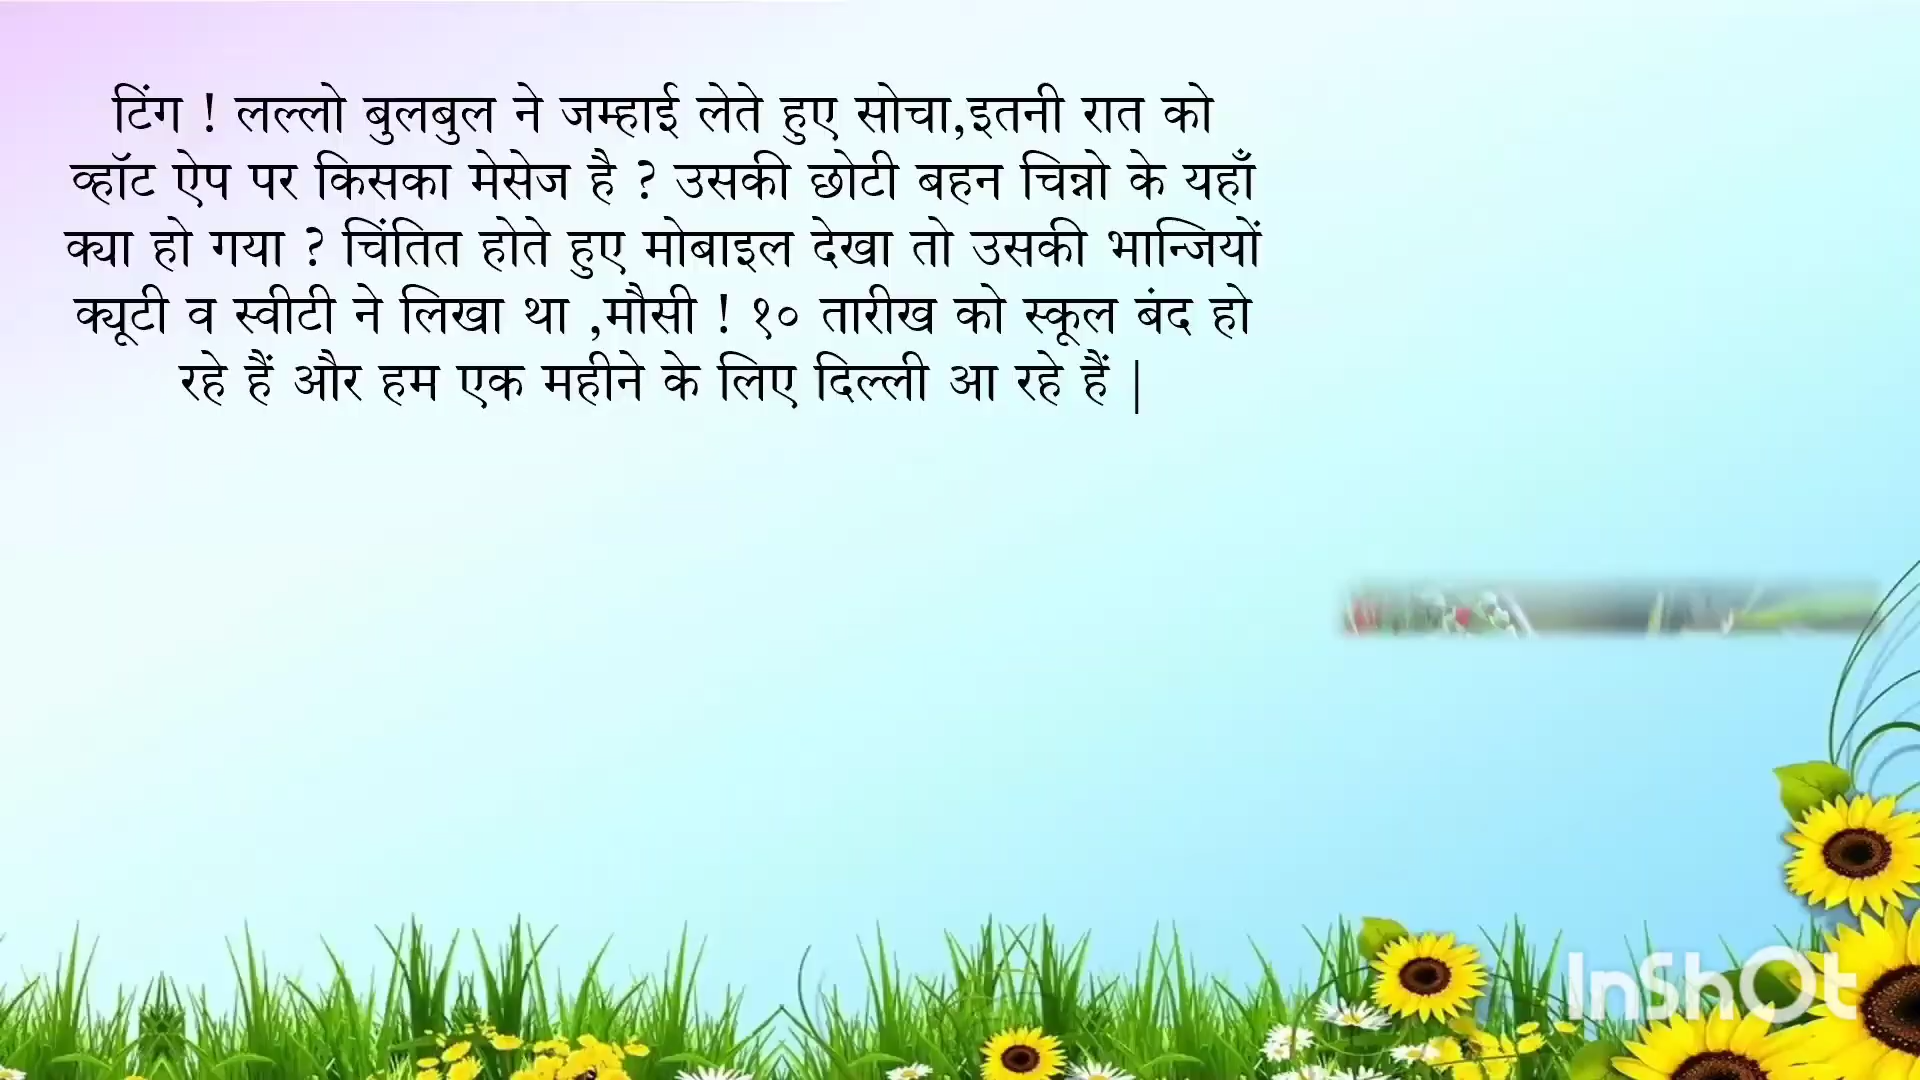 टिंग ! लल्लो बुलबुल ने जम्हाई लेते हुए सोचा,इतनी रात को
व्हॉट ऐप पर किसका मेसेज है ? उसकी छोटी बहन चिन्नो के यहाँ
क्या हो गया ? चिंतित होते हुए मोबाइल देखा तो उसकी भान्जियों
क्यूटी व स्वीटी ने लिखा था ,मौसी ! १० तारीख को स्कूल बंद हो
रहे हैं और हम एक महीने के लिए दिल्ली आ रहे हैं |
InShOt